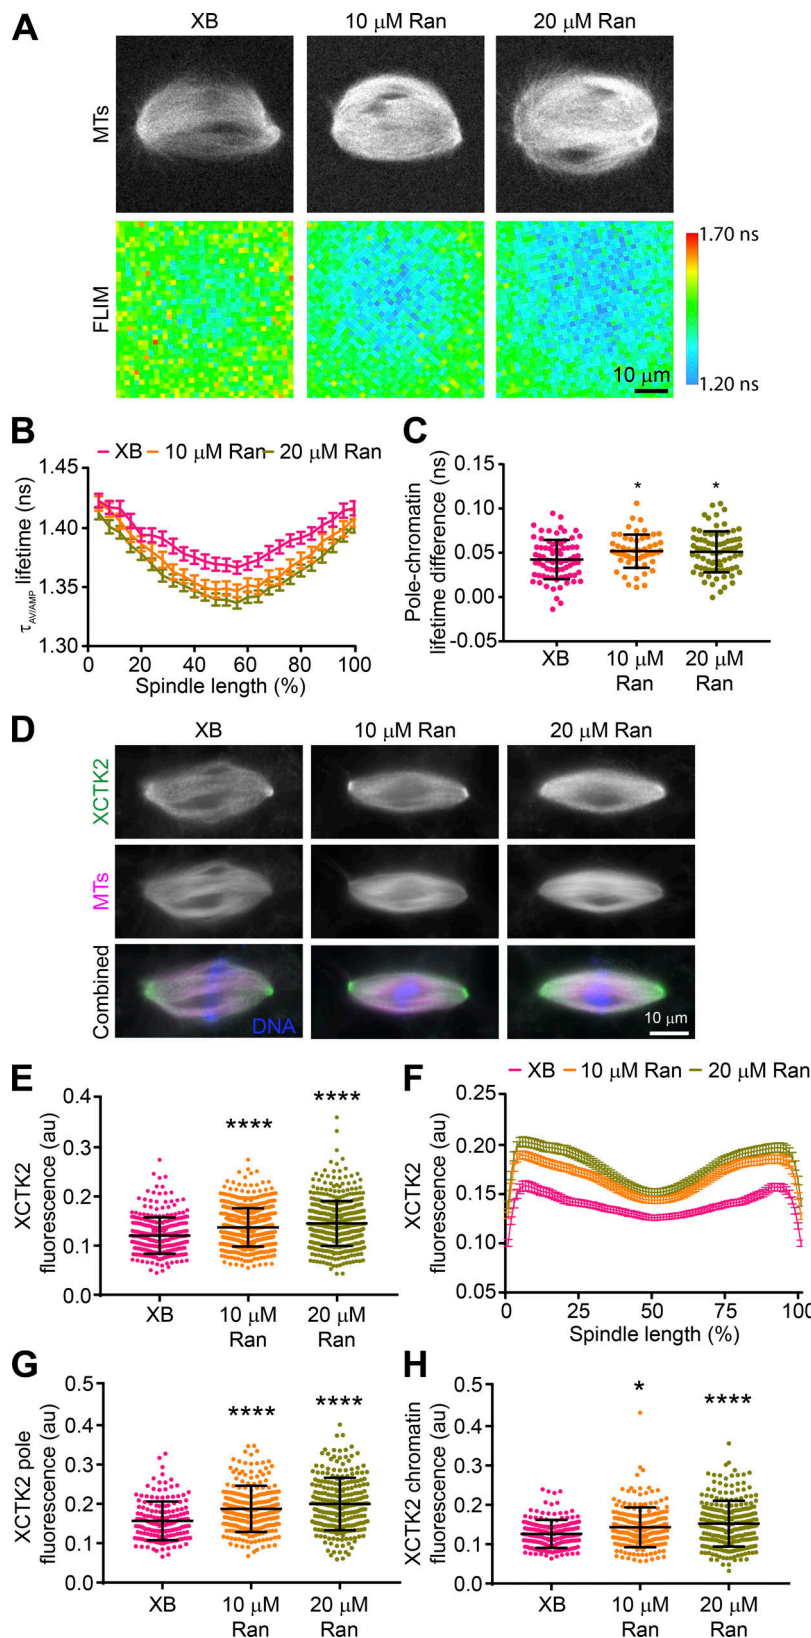 A
XB 10 μM Ran 20 μM Ran
MTs
FLIM
1.70 ns
1.20 ns
10 μm
B
XB 10 μM Ran 20 μM Ran
τAV/AMP lifetime (ns)
1.45
1.40
1.35
1.30
0 20 40 60 80 100
Spindle length (%)
C
Pole-chromatin
lifetime difference (ns)
0.15
0.10
0.05
0.00
-0.05
* *
XB 10 μM Ran 20 μM Ran
D
XB 10 μM Ran 20 μM Ran
XCTK2
MTs
Combined
DNA
10 μm
E
XCTK2
fluorescence (au)
0.4
0.3
0.2
0.1
0.0
**** ****
XB 10 μM Ran 20 μM Ran
F
XB 10 μM Ran 20 μM Ran
XCTK2
fluorescence (au)
0.25
0.20
0.15
0.10
0.05
0 25 50 75 100
Spindle length (%)
G
XCTK2 pole
fluorescence (au)
0.5
0.4
0.3
0.2
0.1
0.0
**** ****
XB 10 μM Ran 20 μM Ran
H
XCTK2 chromatin
fluorescence (au)
0.5
0.4
0.3
0.2
0.1
0.0
* ****
XB 10 μM Ran 20 μM Ran